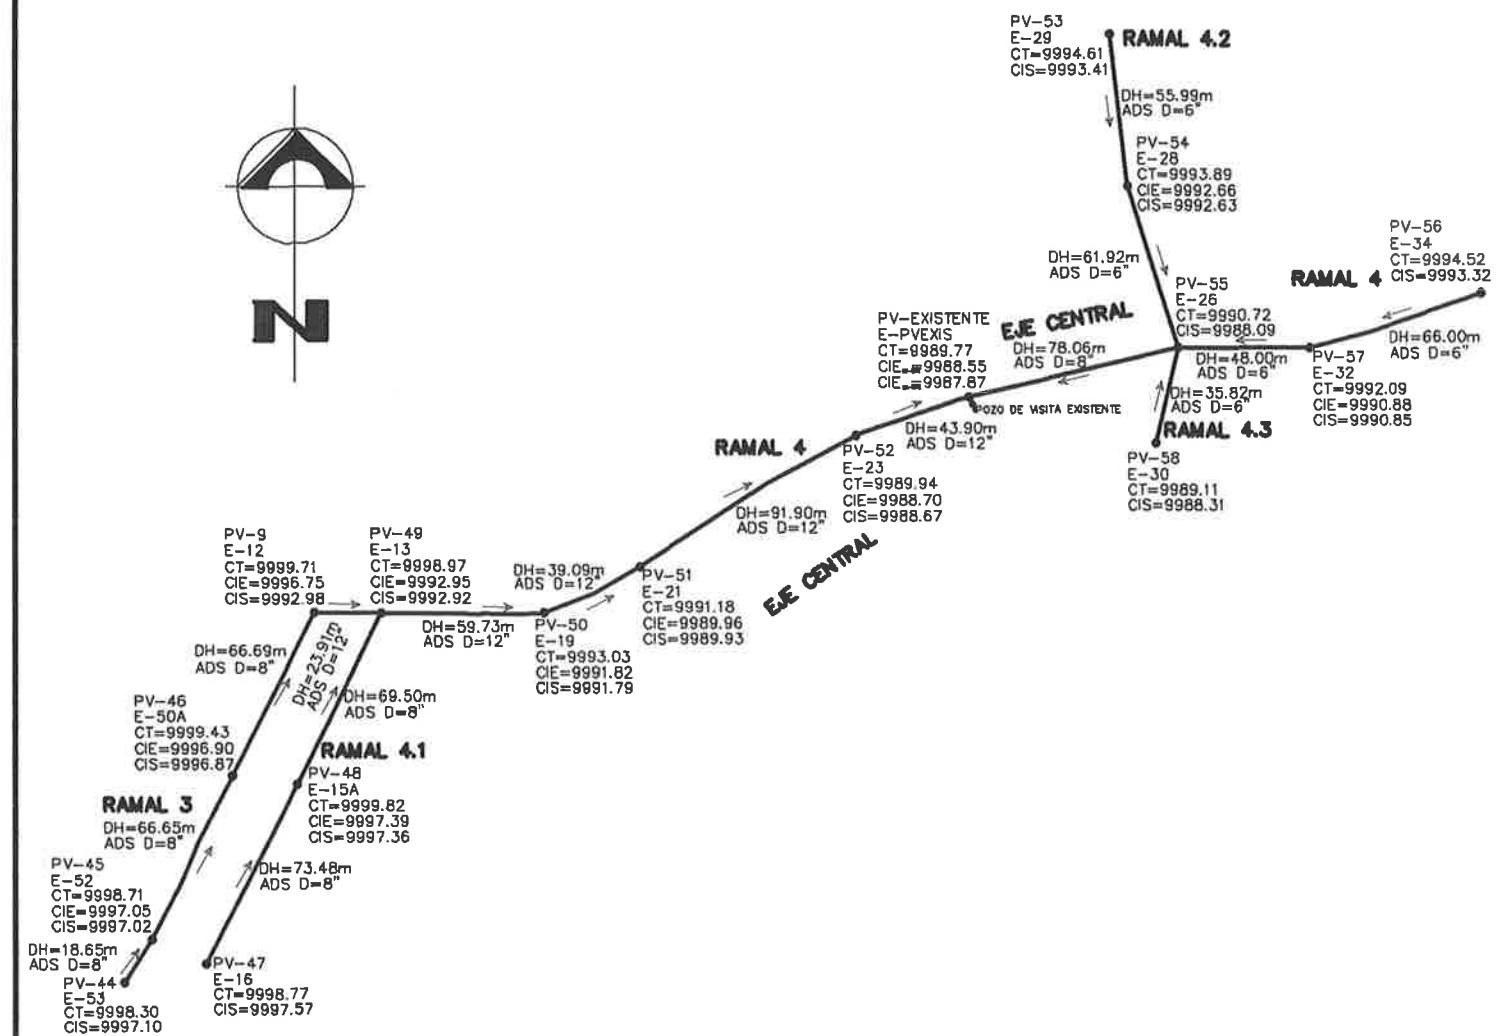 PV-53
E-29
CT=9994.61
CIS=9993.41
RAMAL 4.2
DH=55.99m
ADS D=6"
PV-54
E-28
CT=9993.89
CIE=9992.66
CIS=9992.63
DH=61.92m
ADS D=6"
PV-56
E-34
CT=9994.52
CIS=9993.32
RAMAL 4
DH=66.00m
ADS D=6"
PV-55
E-26
CT=9990.72
CIS=9988.09
DH=48.00m
ADS D=6"
PV-57
E-32
CT=9992.09
CIE=9990.88
CIS=9990.85
EJE CENTRAL
DH=78.06m
ADS D=8"
PV-EXISTENTE
E-PVEXIS
CT=9989.77
CIE=9988.55
CIE=9987.87
POZO DE VISITA EXISTENTE
DH=35.82m
ADS D=6"
RAMAL 4.3
PV-58
E-30
CT=9989.11
CIS=9988.31
DH=43.90m
ADS D=12"
RAMAL 4
PV-52
E-23
CT=9989.94
CIE=9988.70
CIS=9988.67
DH=91.90m
ADS D=12"
EJE CENTRAL
N
PV-9
E-12
CT=9999.71
CIE=9996.75
CIS=9992.98
PV-49
E-13
CT=9998.97
CIE=9992.95
CIS=9992.92
DH=39.09m
ADS D=12"
PV-51
E-21
CT=9991.18
CIE=9989.96
CIS=9989.93
DH=59.73m
ADS D=12"
PV-50
E-19
CT=9993.03
CIE=9991.82
CIS=9991.79
DH=66.69m
ADS D=8"
DH=23.91m
ADS D=12"
DH=69.50m
ADS D=8"
PV-46
E-50A
CT=9999.43
CIE=9996.90
CIS=9996.87
RAMAL 4.1
PV-48
E-15A
CT=9999.82
CIE=9997.39
CIS=9997.36
RAMAL 3
DH=66.65m
ADS D=8"
PV-45
E-52
CT=9998.71
CIE=9997.05
CIS=9997.02
DH=73.48m
ADS D=8"
DH=18.65m
ADS D=8"
PV-44
E-53
CT=9998.30
CIS=9997.10
PV-47
E-16
CT=9998.77
CIS=9997.57